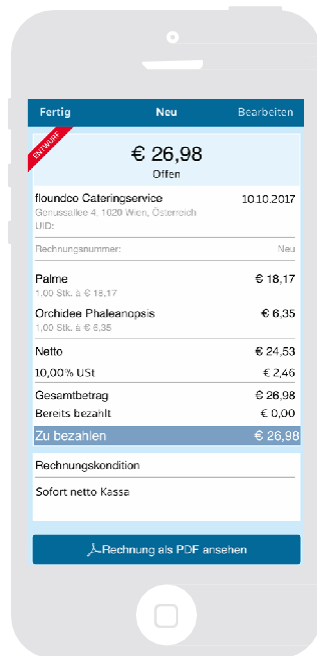 Fertig Neu Bearbeiten
ENTWURF
€ 26,98
Offen
floundco Cateringservice 10.10.2017
Genussallee 4, 1020 Wien, Österreich
UID:
Rechnungsnummer: Neu
Palme € 18,17
1,00 Stk. à € 18,17
Orchidee Phaleanopsis € 6,35
1,00 Stk. à € 6,35
Netto € 24,53
10,00% USt € 2,46
Gesamtbetrag € 26,98
Bereits bezahlt € 0,00
Zu bezahlen € 26,98
Rechnungskondition
Sofort netto Kassa
Rechnung als PDF ansehen